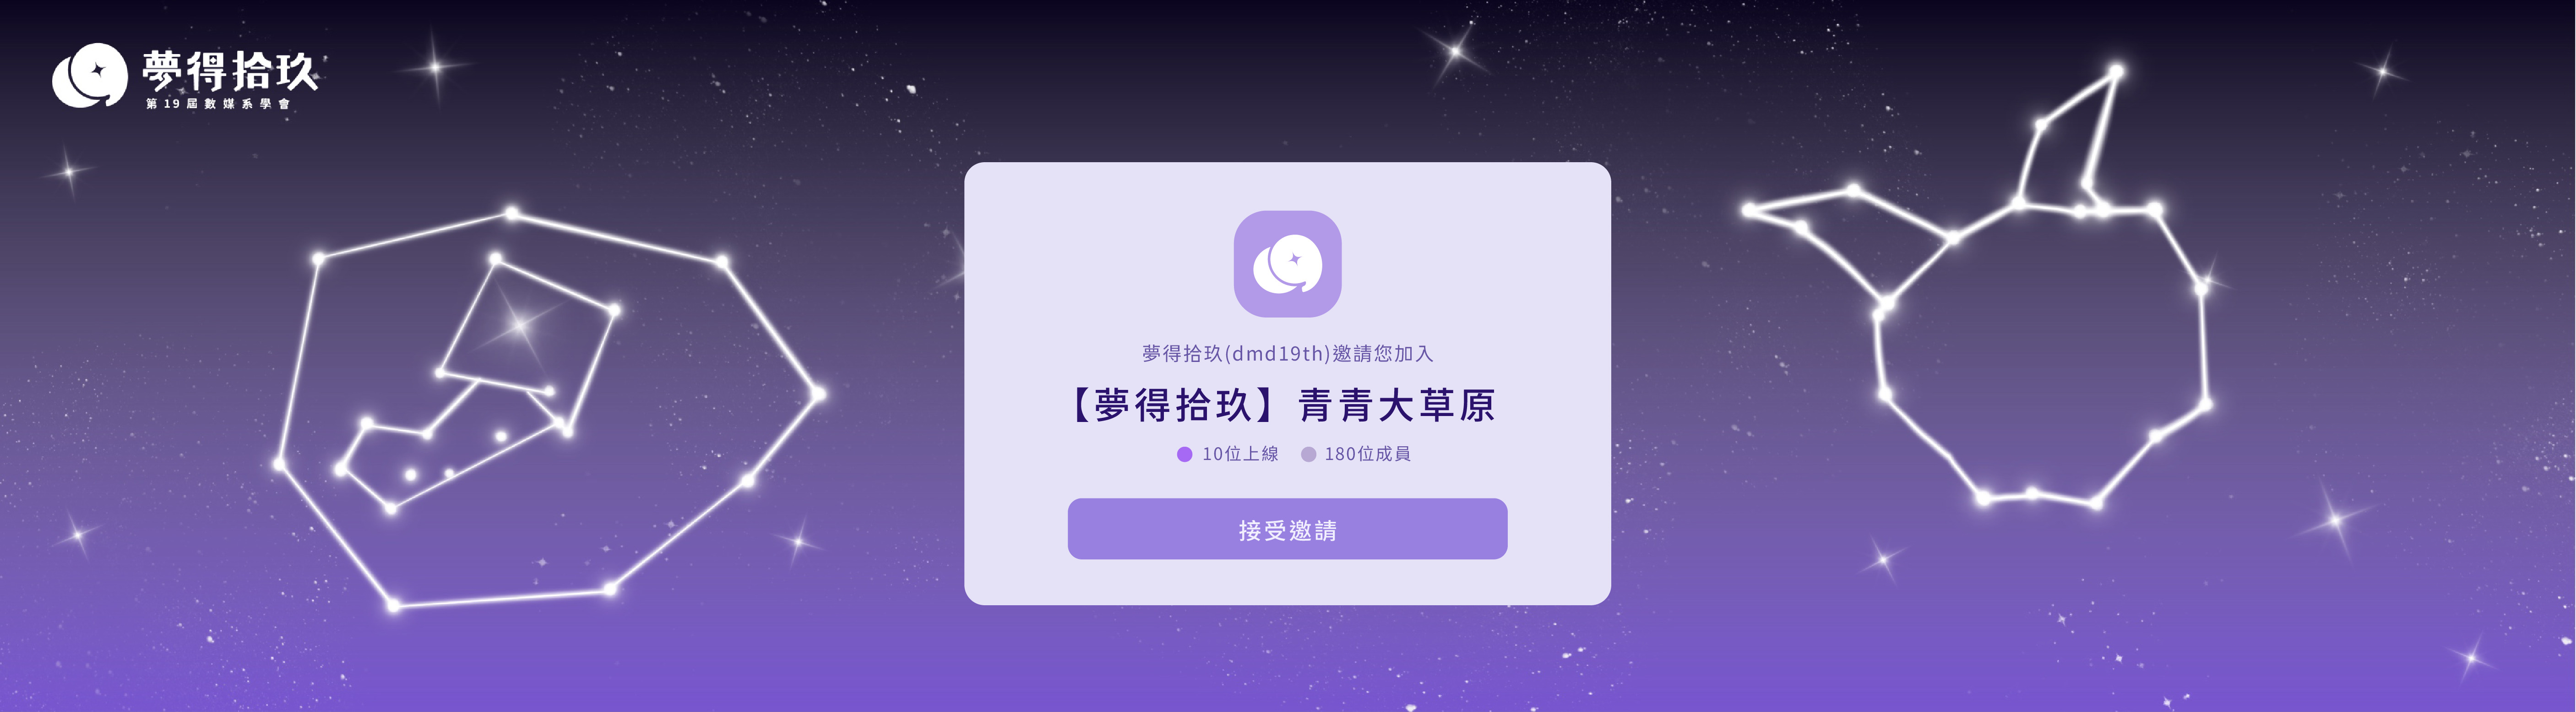 夢得拾玖
第19屆數媒系學會
夢得拾玖(dmd19th)邀請您加入
【夢得拾玖】青青大草原
10位上線 180位成員
接受邀請